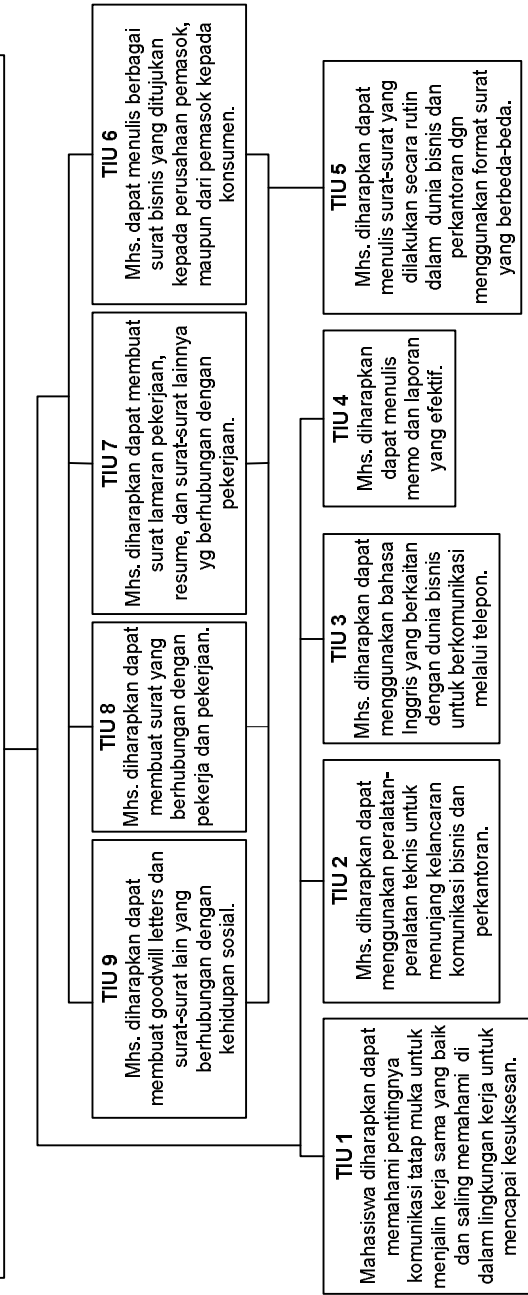 TIU 9
Mhs. diharapkan dapat
membuat goodwill letters dan
surat-surat lain yang
berhubungan dengan
kehidupan sosial.
TIU 8
Mhs. diharapkan dapat
membuat surat yang
berhubungan dengan
pekerja dan pekerjaan.
TIU 7
Mhs. diharapkan dapat membuat
surat lamaran pekerjaan,
resume, dan surat-surat lainnya
yg berhubungan dengan
pekerjaan.
TIU 6
Mhs. dapat menulis berbagai
surat bisnis yang ditujukan
kepada perusahaan pemasok,
maupun dari pemasok kepada
konsumen.
TIU 1
Mahasiswa diharapkan dapat
memahami pentingnya
komunikasi tatap muka untuk
menjalin kerja sama yang baik
dan saling memahami di
dalam lingkungan kerja untuk
mencapai kesuksesan.
TIU 2
Mhs. diharapkan dapat
menggunakan peralatan-
peralatan teknis untuk
menunjang kelancaran
komunikasi bisnis dan
perkantoran.
TIU 3
Mhs. diharapkan dapat
menggunakan bahasa
Inggris yang berkaitan
dengan dunia bisnis
untuk berkomunikasi
melalui telepon.
TIU 4
Mhs. diharapkan
dapat menulis
memo dan laporan
yang efektif.
TIU 5
Mhs. diharapkan dapat
menulis surat-surat yang
dilakukan secara rutin
dalam dunia bisnis dan
perkantoran dgn
menggunakan format surat
yang berbeda-beda.